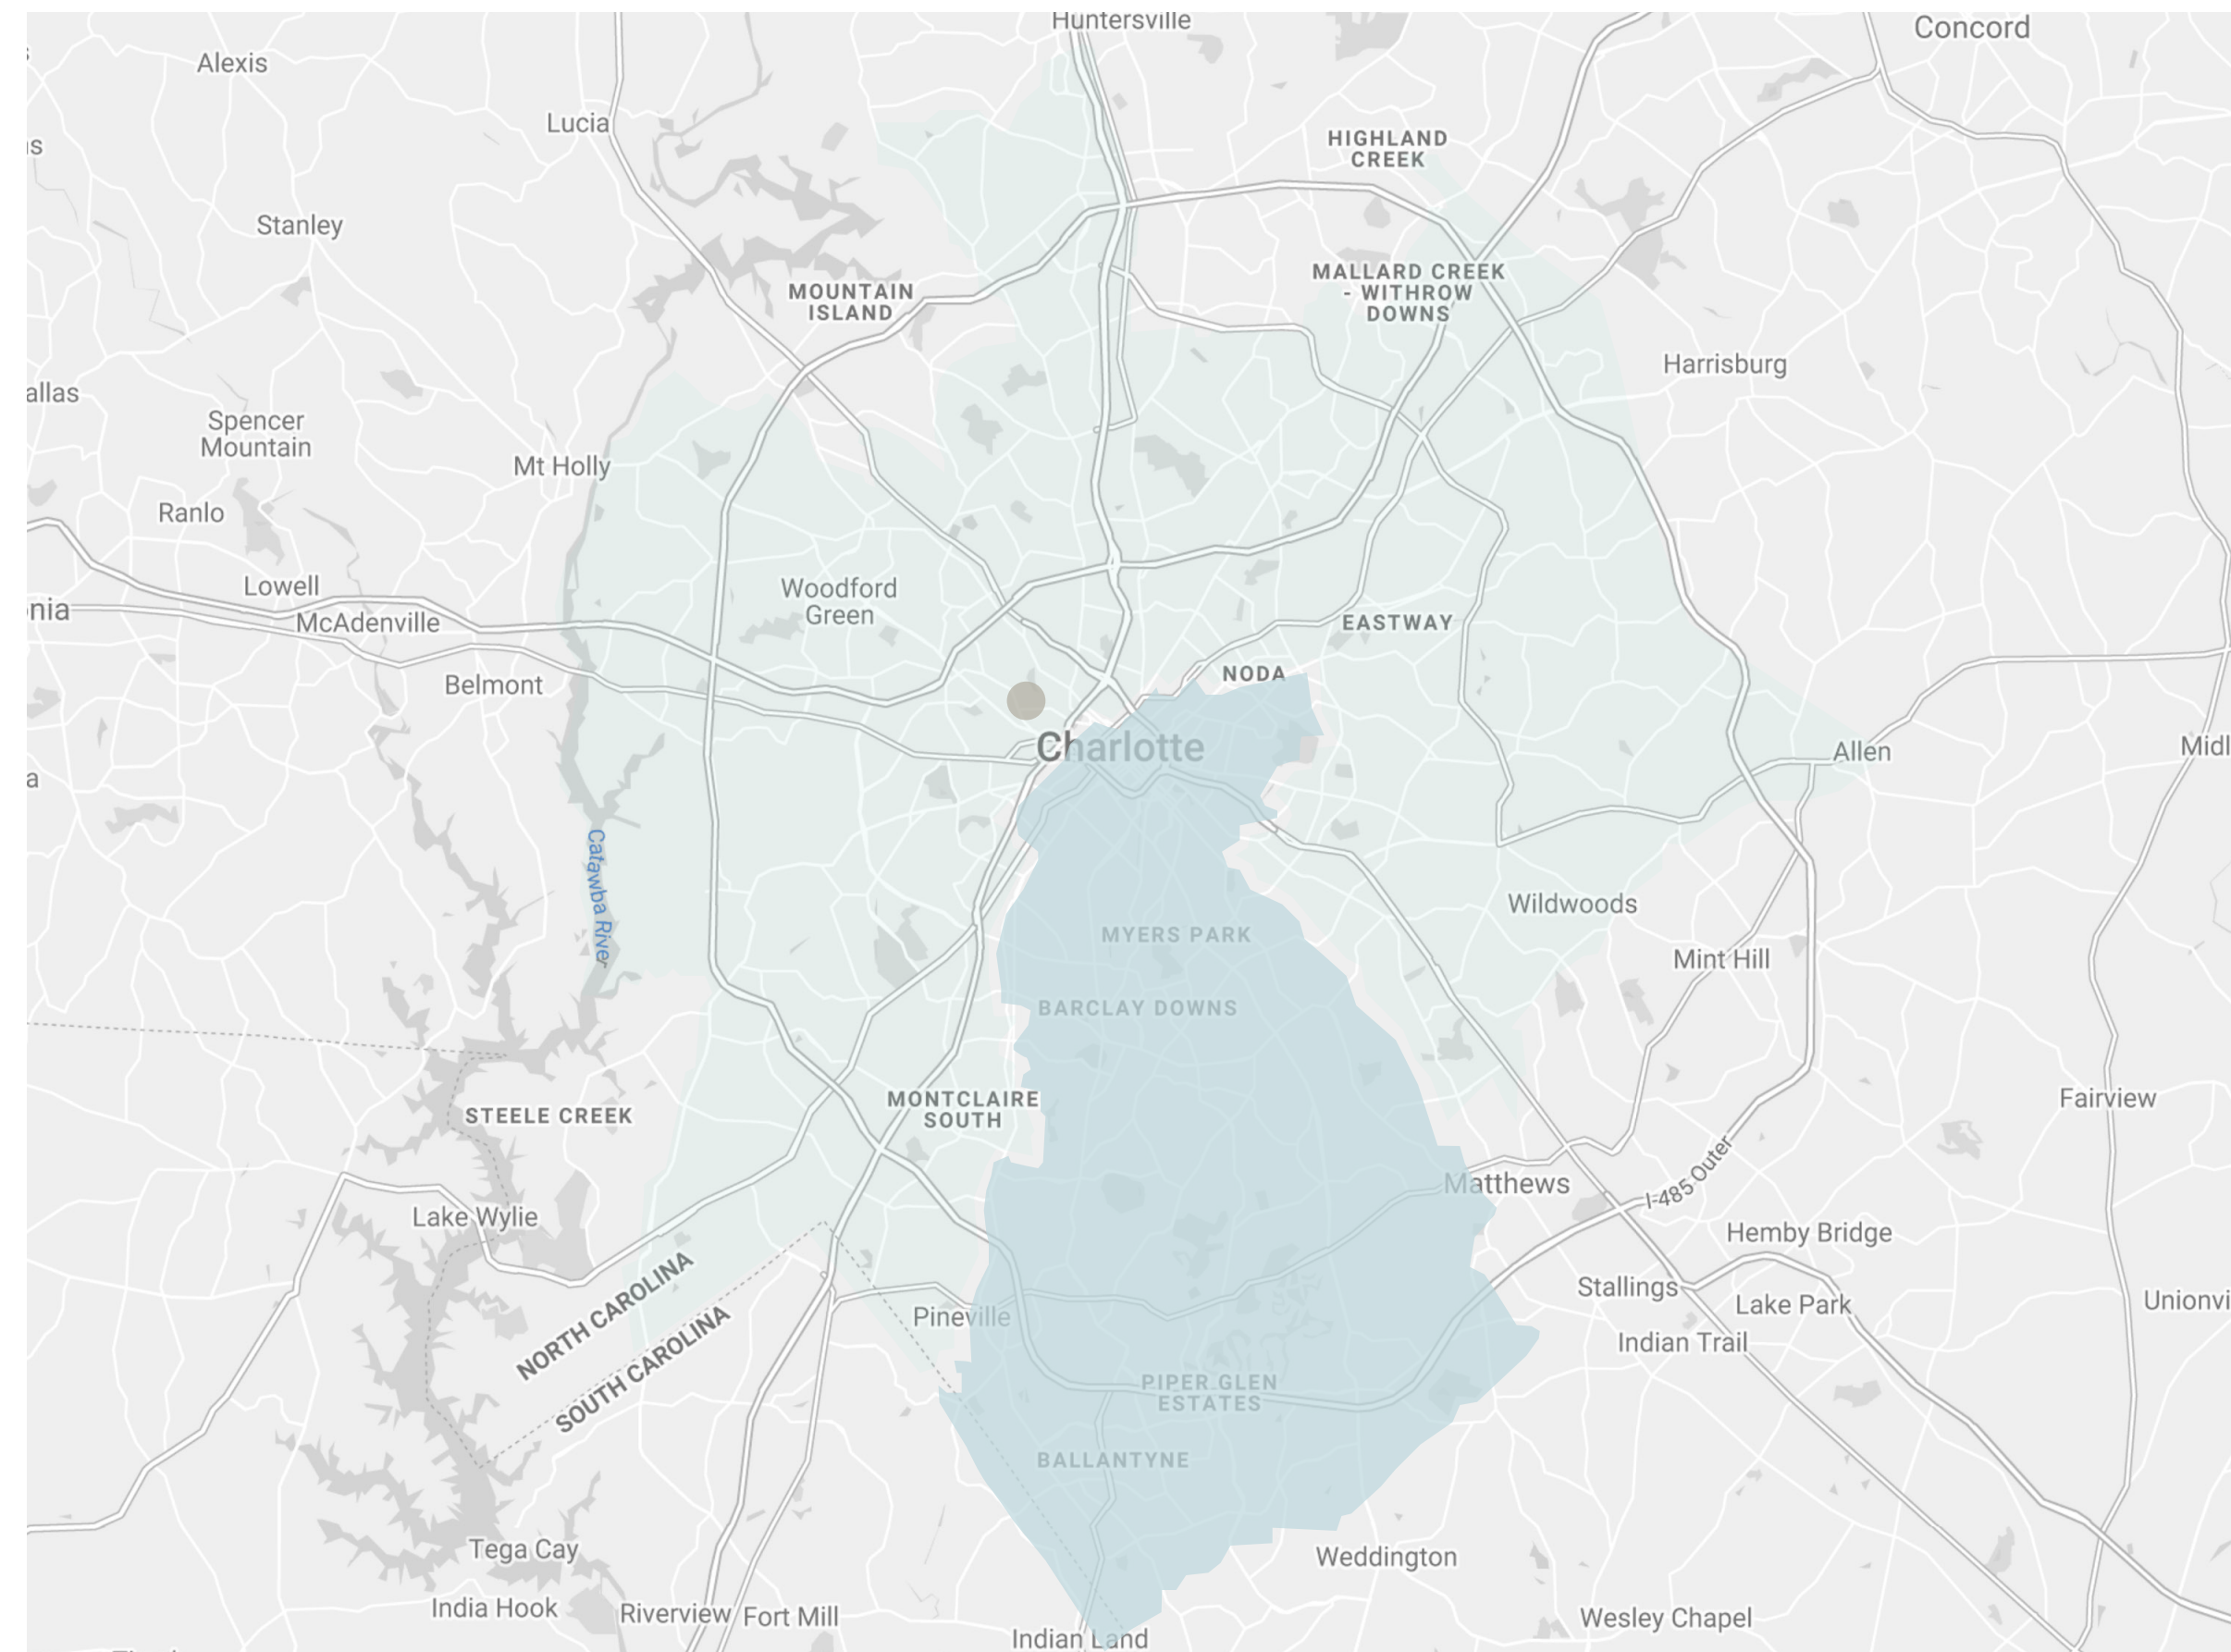 Huntersville
Concord
Alexis
Lucia
HIGHLAND
CREEK
Stanley
MALLARD CREEK
- WITHROW
DOWNS
MOUNTAIN
ISLAND
Harrisburg
allas
Spencer
Mountain
Mt Holly
Ranlo
Lowell
Woodford
Green
nia
McAdenville
EASTWAY
NODA
Belmont
Charlotte
Allen
Midl
a
Catawba River
Wildwoods
MYERS PARK
Mint Hill
BARCLAY DOWNS
MONTCLAIRE
SOUTH
Fairview
STEELE CREEK
I-485 Outer
Matthews
Lake Wylie
Hemby Bridge
NORTH CAROLINA
SOUTH CAROLINA
Stallings
Lake Park
Unionvi
Pineville
Indian Trail
PIPER GLEN
ESTATES
BALLANTYNE
Tega Cay
Weddington
India Hook
Riverview
Fort Mill
Wesley Chapel
Indian Land